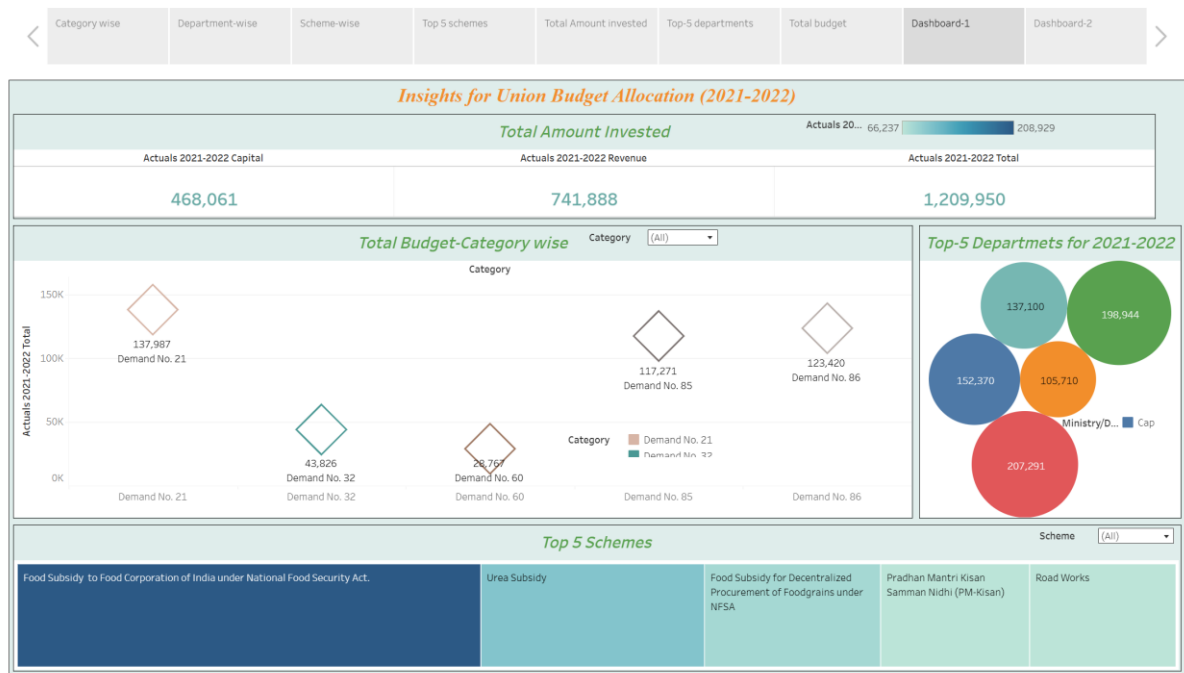 Category wise
Department-wise
Scheme-wise
Top 5 schemes
Total Amount invested
Top-5 departments
Total budget
Dashboard-1
Dashboard-2
Insights for Union Budget Allocation (2021-2022)
Total Amount Invested
Actuals 20... 66,237 208,929
Actuals 2021-2022 Capital
Actuals 2021-2022 Revenue
Actuals 2021-2022 Total
468,061
741,888
1,209,950
Total Budget-Category wise
Category (All)
Category
Actuals 2021-2022 Total
150K
100K
50K
0K
137,987
Demand No. 21
43,826
Demand No. 32
28,767
Demand No. 60
117,271
Demand No. 85
123,420
Demand No. 86
Category
Demand No. 21
Demand No. 32
Demand No. 21
Demand No. 32
Demand No. 60
Demand No. 85
Demand No. 86
Top-5 Departmets for 2021-2022
137,100
198,944
152,370
105,710
Ministry/D... Cap
207,291
Top 5 Schemes
Scheme (All)
Food Subsidy to Food Corporation of India under National Food Security Act.
Urea Subsidy
Food Subsidy for Decentralized
Procurement of Foodgrains under
NFSA
Pradhan Mantri Kisan
Samman Nidhi (PM-Kisan)
Road Works